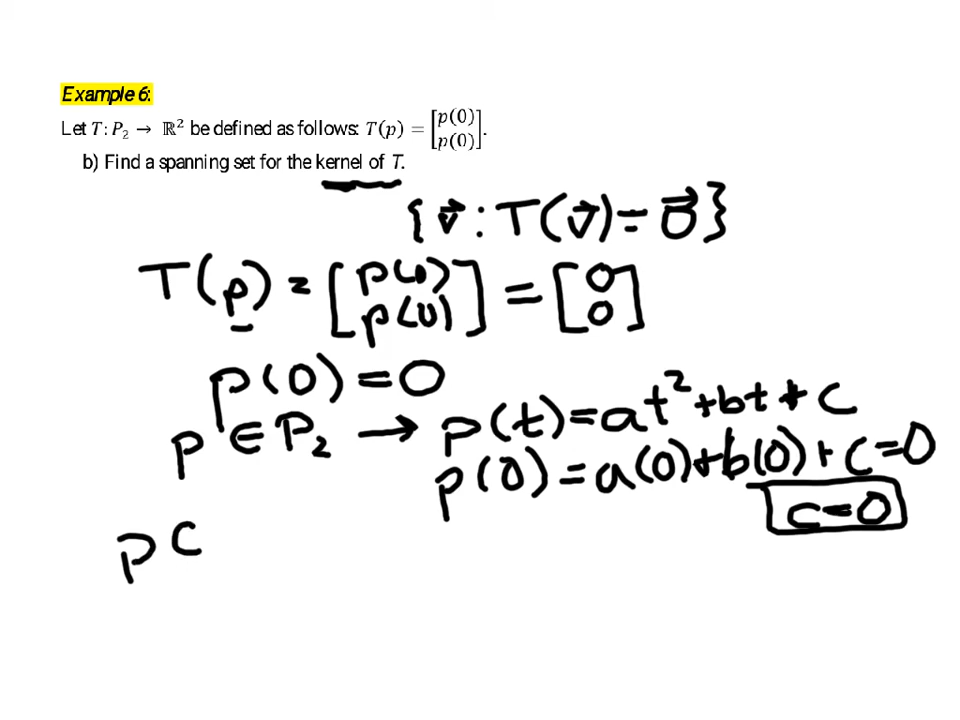 Example 6:
Let T: P₂ → ℝ² be defined as follows: T(p) = [p(0) p(0)].
b) Find a spanning set for the kernel of T.
{v⃗ : T(v⃗) = 0⃗}
T(p) = [p(0) p(0)] = [0 0]
p(0) = 0
p ∈ P₂ → p(t) = at² + bt + c
p(0) = a(0) + b(0) + c = 0
c = 0
p (